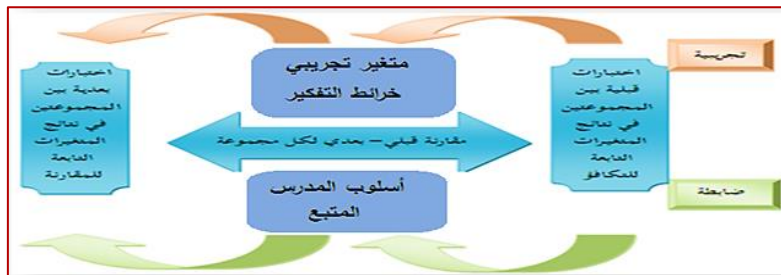 تجريبية
ضابطة
اختبارات
قبلية بين
المجموعتين
في نتائج
المتغيرات
التابعة
للتكافؤ
متغير تجريبي
خرائط التفكير
مقارنة قبلي – بعدي لكل مجموعة
أسلوب المدرس
المتبع
اختبارات
بعدية بين
المجموعتين
في نتائج
المتغيرات
التابعة
للمقارنة